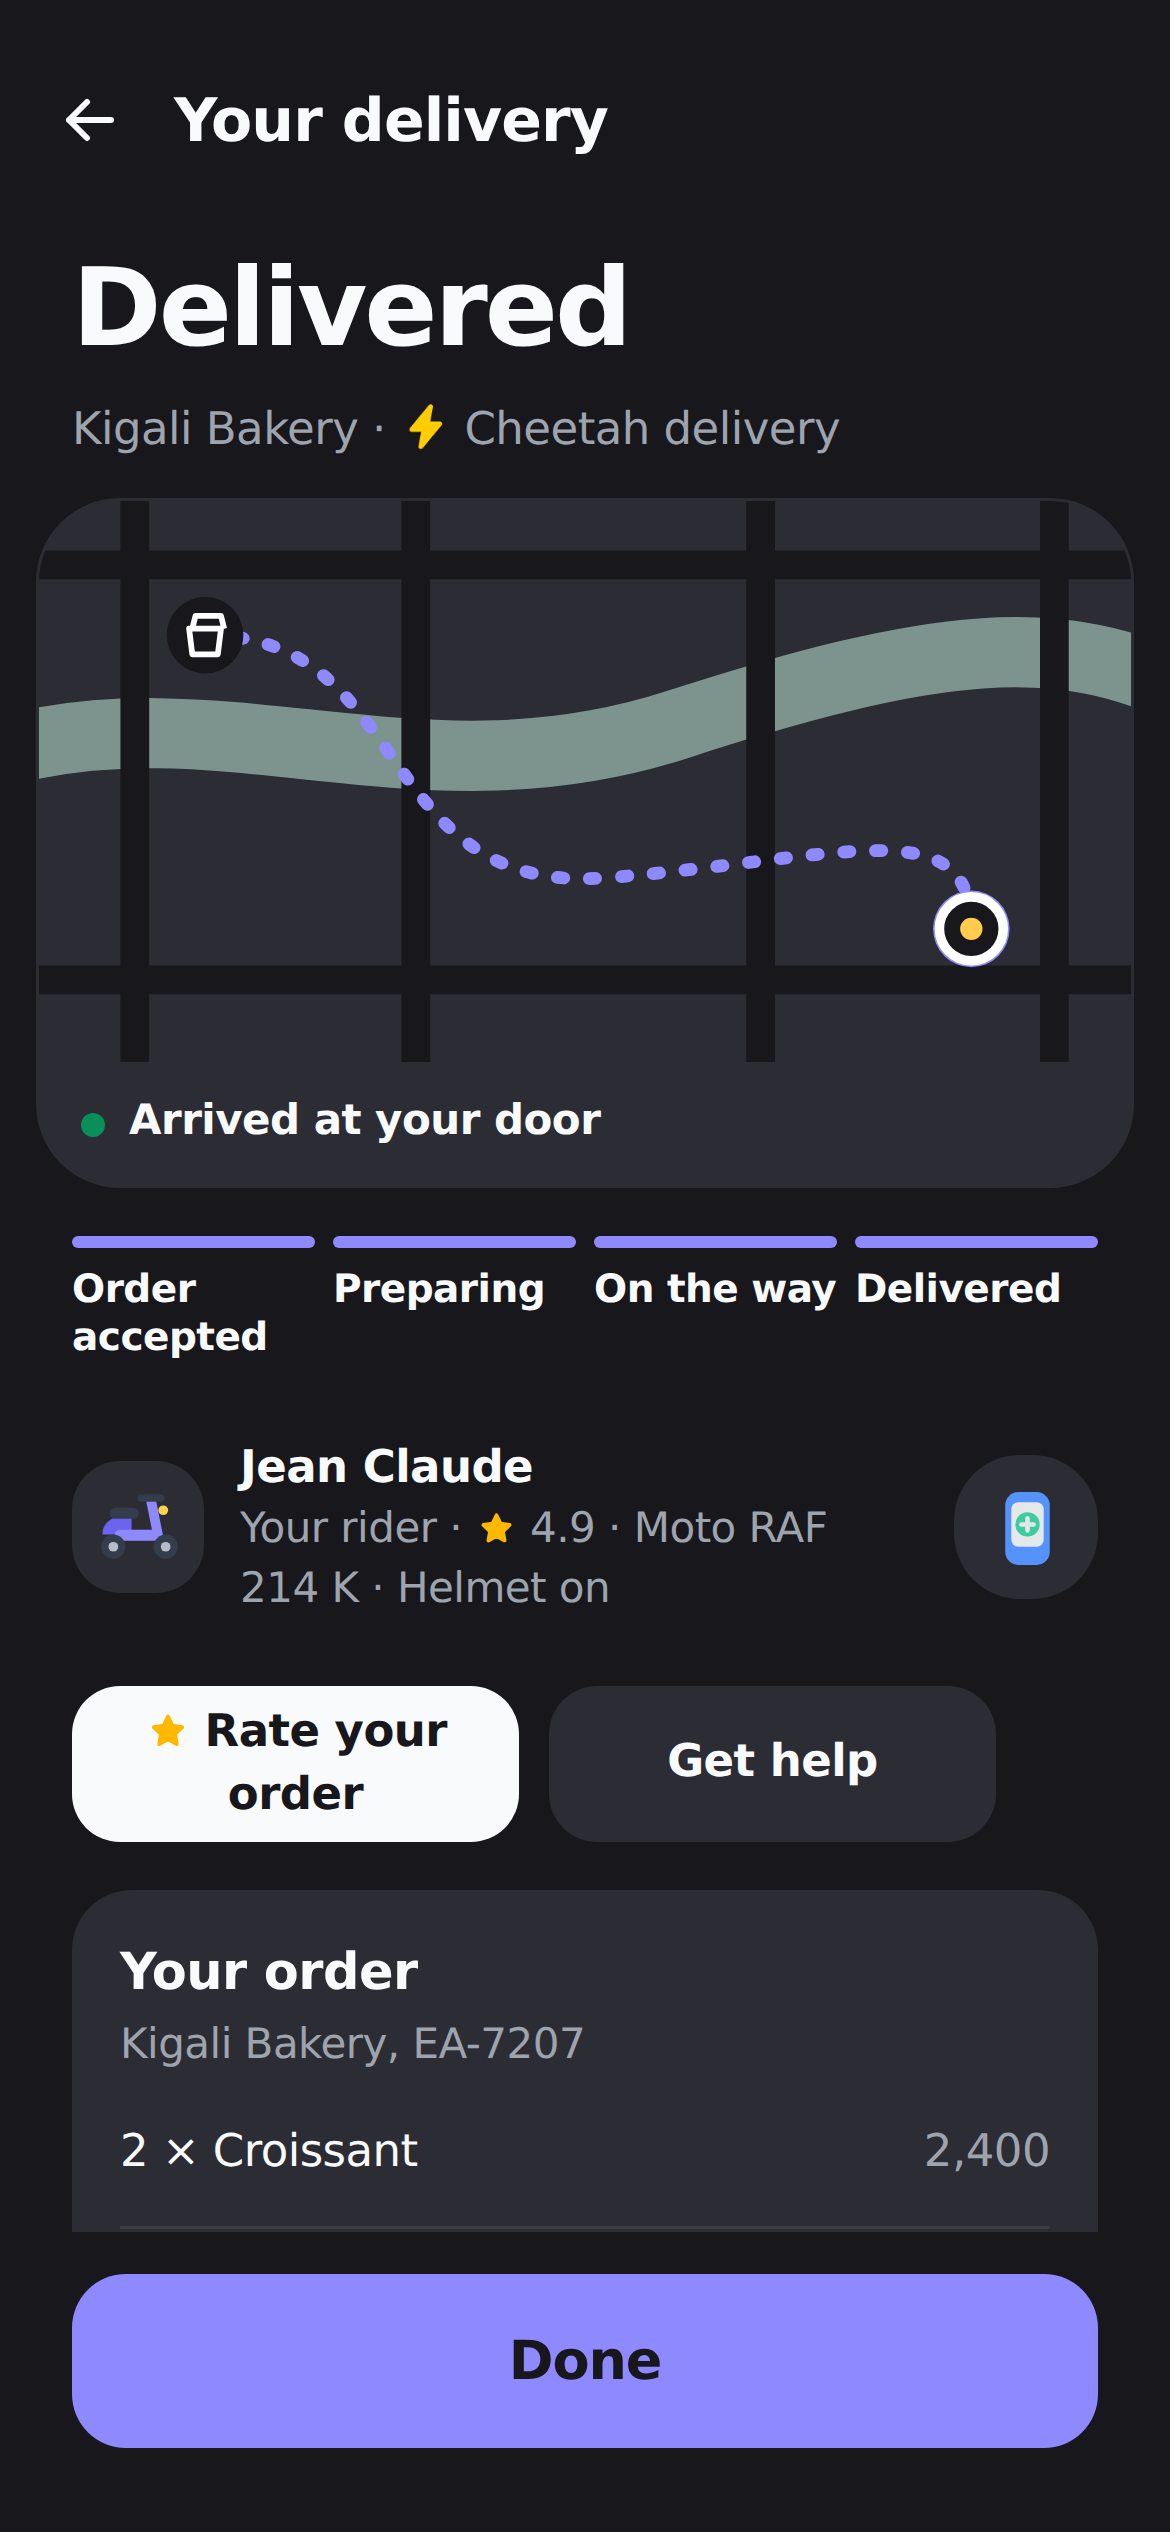 Your delivery
Delivered
Kigali Bakery · Cheetah delivery
Arrived at your door
Order accepted
Preparing
On the way
Delivered
Jean Claude
Your rider · 4.9 · Moto RAF
214 K · Helmet on
Rate your
order
Get help
Your order
Kigali Bakery, EA-7207
2 × Croissant 2,400
Done